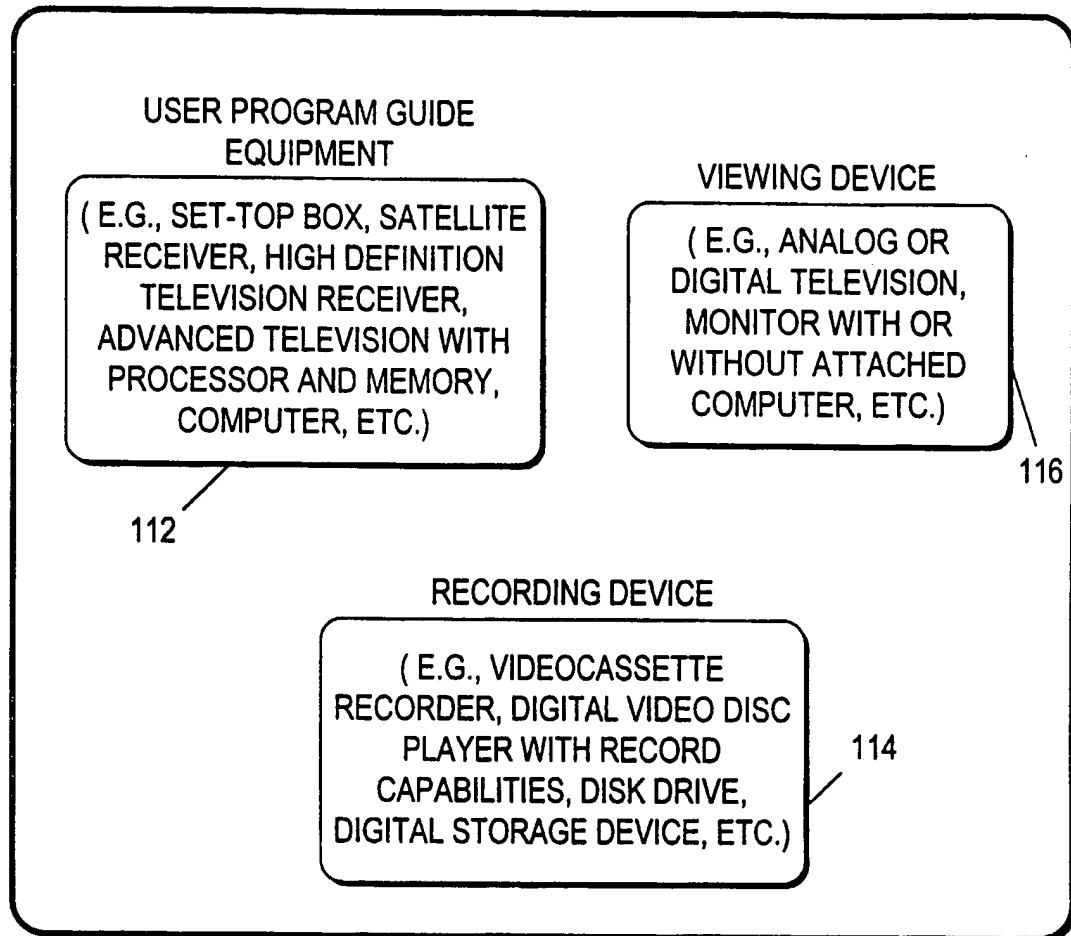 USER PROGRAM GUIDE
EQUIPMENT
( E.G., SET-TOP BOX, SATELLITE
RECEIVER, HIGH DEFINITION
TELEVISION RECEIVER,
ADVANCED TELEVISION WITH
PROCESSOR AND MEMORY,
COMPUTER, ETC.)
112
VIEWING DEVICE
( E.G., ANALOG OR
DIGITAL TELEVISION,
MONITOR WITH OR
WITHOUT ATTACHED
COMPUTER, ETC.)
116
RECORDING DEVICE
( E.G., VIDEOCASSETTE
RECORDER, DIGITAL VIDEO DISC
PLAYER WITH RECORD
CAPABILITIES, DISK DRIVE,
DIGITAL STORAGE DEVICE, ETC.)
114